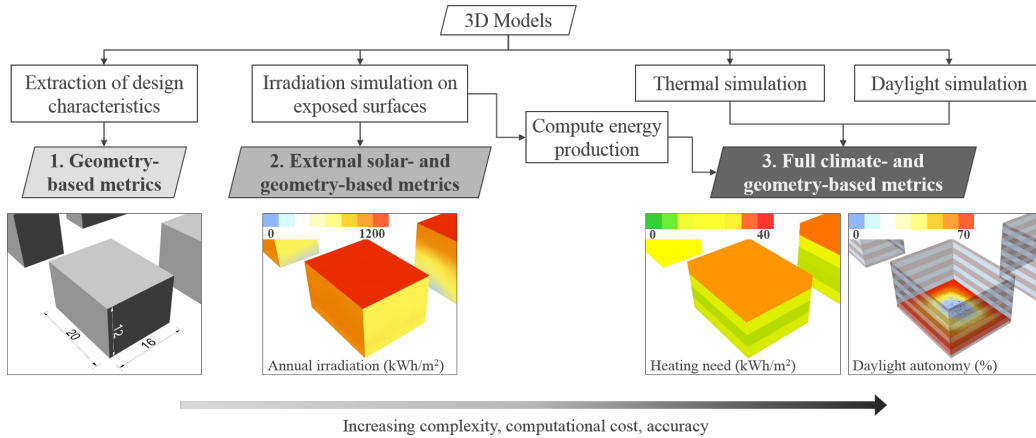 3D Models
Extraction of design
characteristics
Irradiation simulation on
exposed surfaces
Thermal simulation
Daylight simulation
Compute energy
production
1. Geometry-
based metrics
2. External solar- and
geometry-based metrics
3. Full climate- and
geometry-based metrics
20
12
16
0 1200
Annual irradiation (kWh/m²)
0 40
Heating need (kWh/m²)
0 70
Daylight autonomy (%)
Increasing complexity, computational cost, accuracy